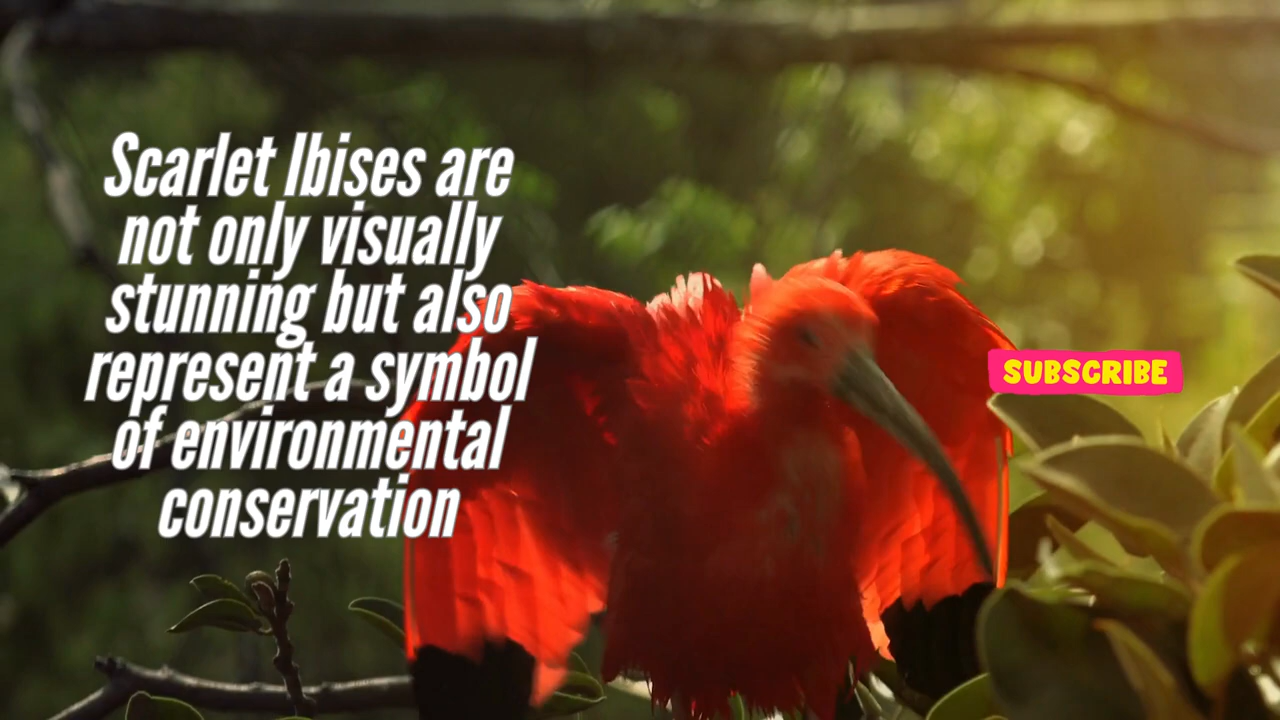 Scarlet Ibises are
not only visually
stunning but also
represent a symbol
of environmental
conservation
SUBSCRIBE